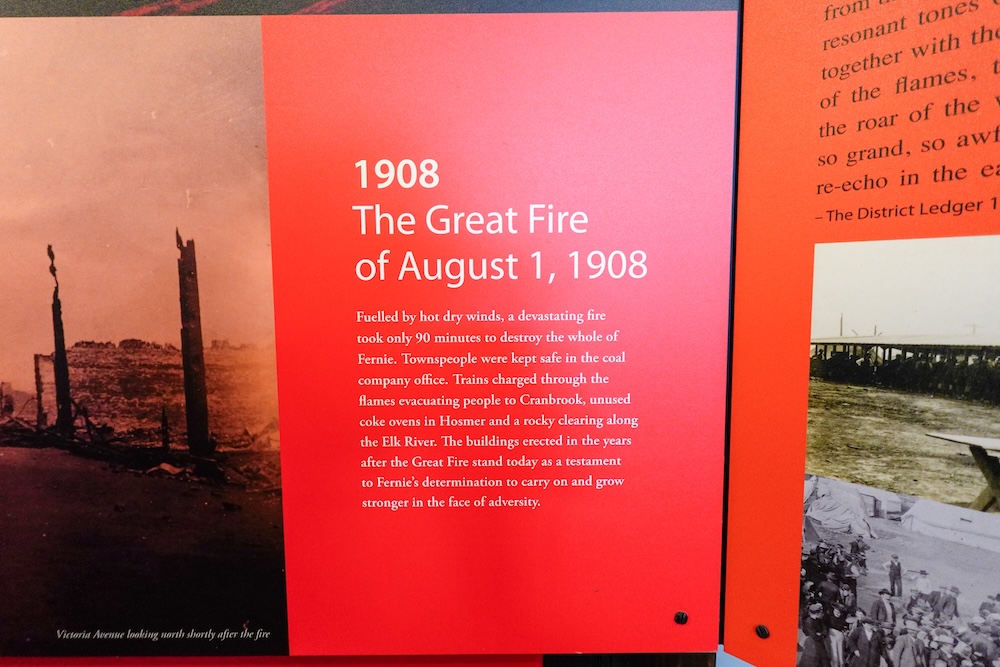 1908
The Great Fire
of August 1, 1908
Fuelled by hot dry winds, a devastating fire
took only 90 minutes to destroy the whole of
Fernie. Townspeople were kept safe in the coal
company office. Trains charged through the
flames evacuating people to Cranbrook, unused
coke ovens in Hosmer and a rocky clearing along
the Elk River. The buildings erected in the years
after the Great Fire stand today as a testament
to Fernie's determination to carry on and grow
stronger in the face of adversity.
Victoria Avenue looking north shortly after the fire
from
resonant tones
together with the
of the flames,
the roar of the
so grand, so
re-echo in the
– The District Ledger